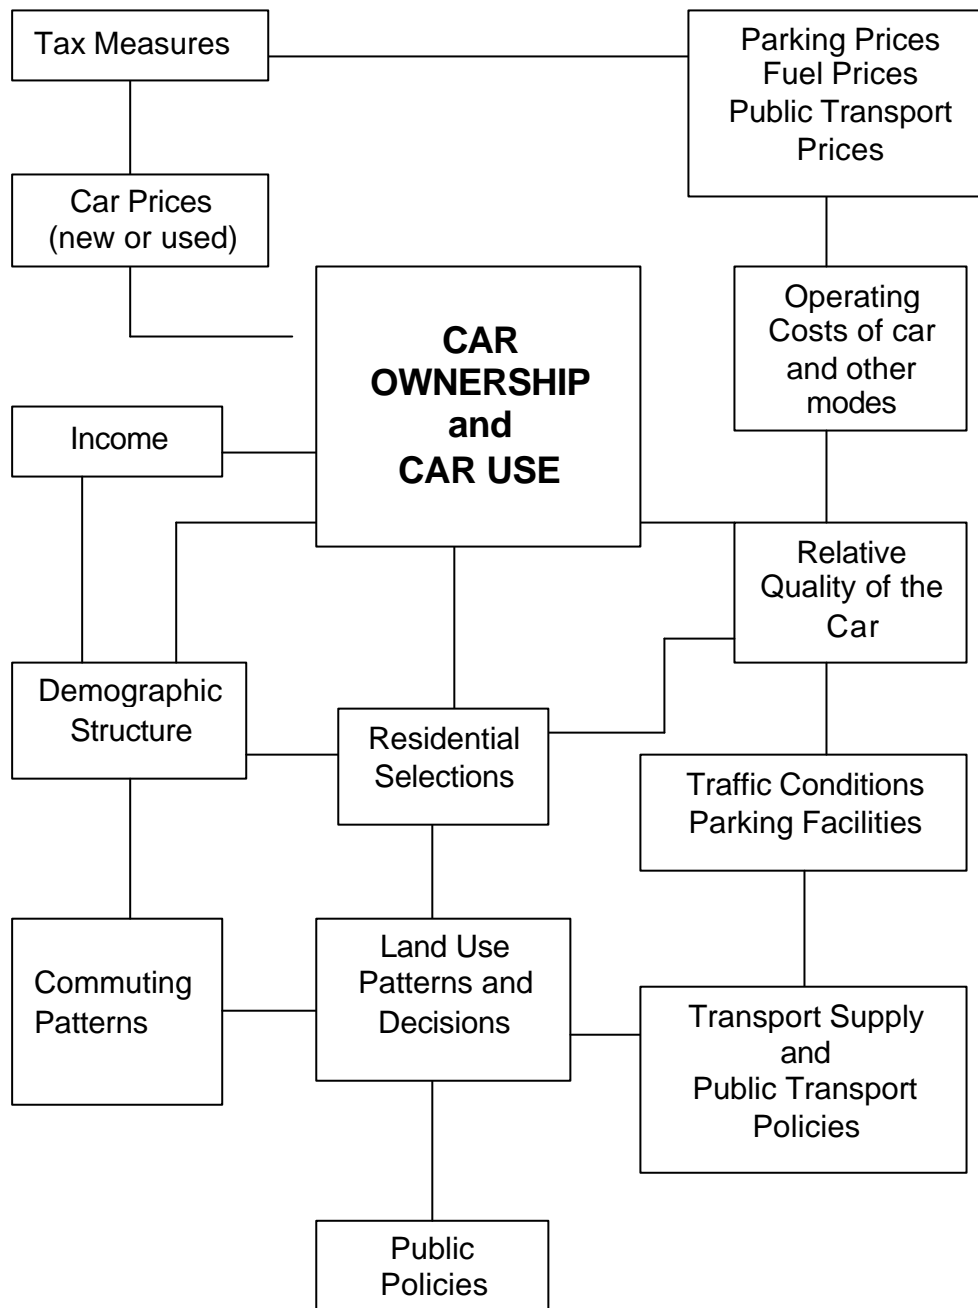 Tax Measures
Parking Prices
Fuel Prices
Public Transport
Prices
Car Prices
(new or used)
CAR
OWNERSHIP
and
CAR USE
Operating
Costs of car
and other
modes
Income
Relative
Quality of the
Car
Demographic
Structure
Residential
Selections
Traffic Conditions
Parking Facilities
Commuting
Patterns
Land Use
Patterns and
Decisions
Transport Supply
and
Public Transport
Policies
Public
Policies